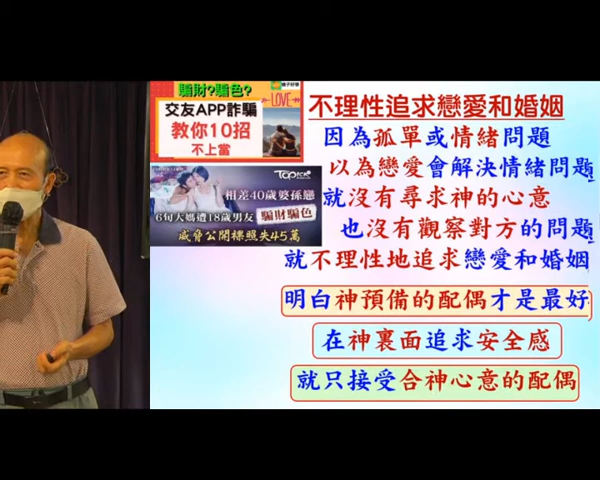 騙財?騙色?
交友APP詐騙
LOVE
教你10招
不上當
Topick
相差40歲婆孫戀
6旬大媽遭18歲男友 騙財騙色
威脅公開裸照失45萬
不理性追求戀愛和婚姻
因為孤單或情緒問題
以為戀愛會解決情緒問題
就沒有尋求神的心意
也沒有觀察對方的問題
就不理性地追求戀愛和婚姻
明白神預備的配偶才是最好
在神裏面追求安全感
就只接受合神心意的配偶